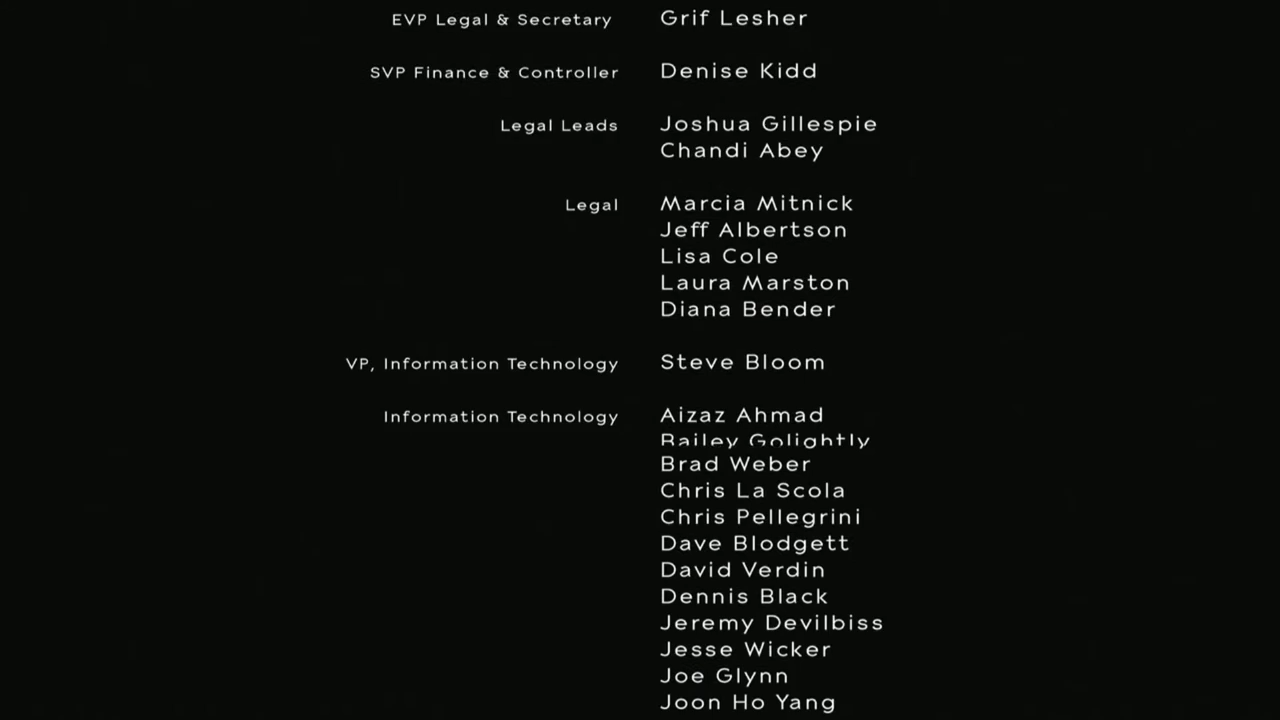 EVP Legal & Secretary Grif Lesher
SVP Finance & Controller Denise Kidd
Legal Leads Joshua Gillespie
Chandi Abey
Legal Marcia Mitnick
Jeff Albertson
Lisa Cole
Laura Marston
Diana Bender
VP, Information Technology Steve Bloom
Information Technology Aizaz Ahmad
Bailey Golightly
Brad Weber
Chris La Scola
Chris Pellegrini
Dave Blodgett
David Verdin
Dennis Black
Jeremy Devilbiss
Jesse Wicker
Joe Glynn
Joon Ho Yang